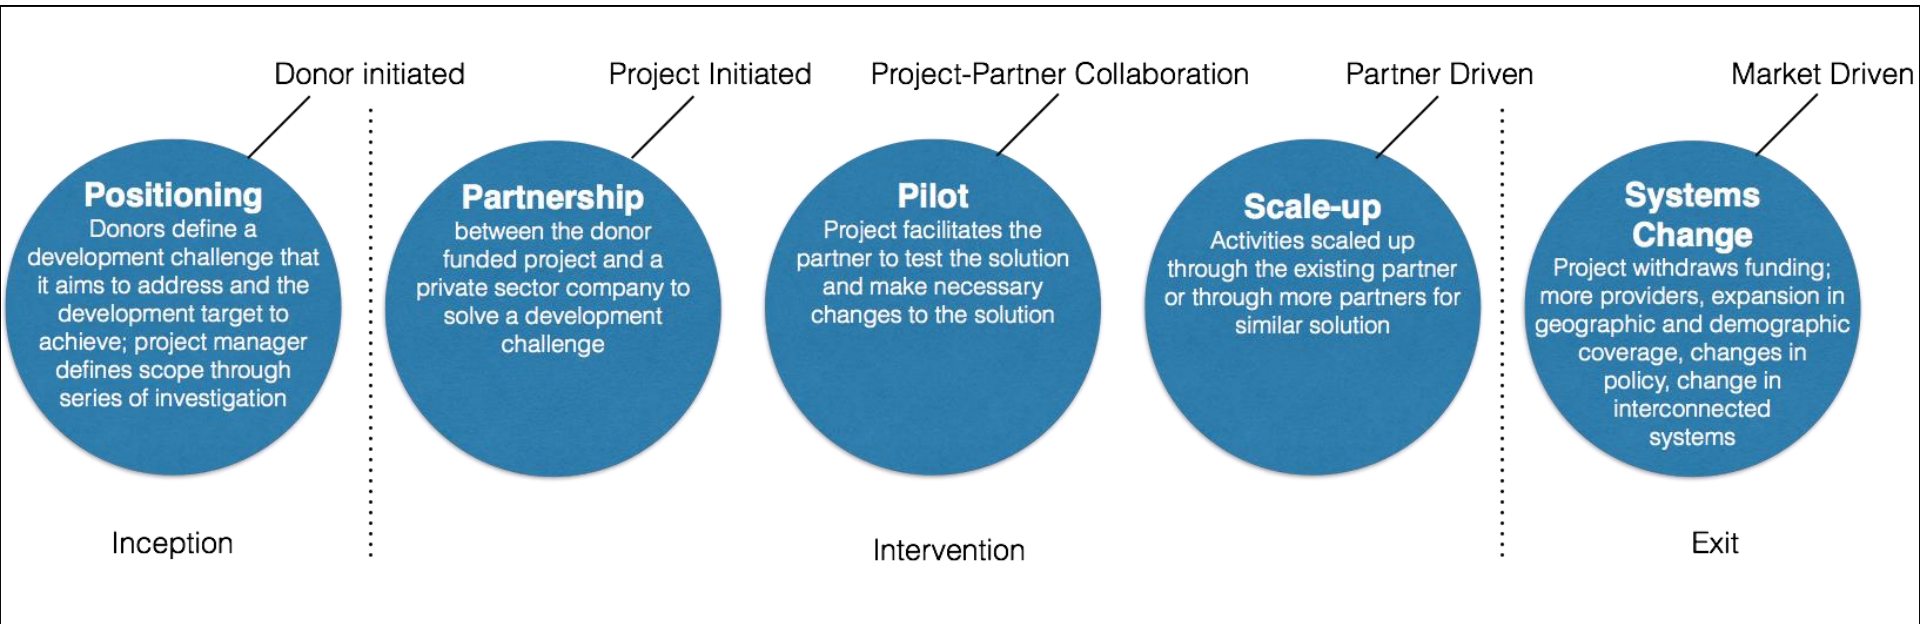 Donor initiated
Project Initiated
Project-Partner Collaboration
Partner Driven
Market Driven
Positioning
Donors define a
development challenge that
it aims to address and the
development target to
achieve; project manager
defines scope through
series of investigation
Partnership
between the donor
funded project and a
private sector company to
solve a development
challenge
Pilot
Project facilitates the
partner to test the solution
and make necessary
changes to the solution
Scale-up
Activities scaled up
through the existing partner
or through more partners for
similar solution
Systems
Change
Project withdraws funding;
more providers, expansion in
geographic and demographic
coverage, changes in
policy, change in
interconnected
systems
Inception
Intervention
Exit